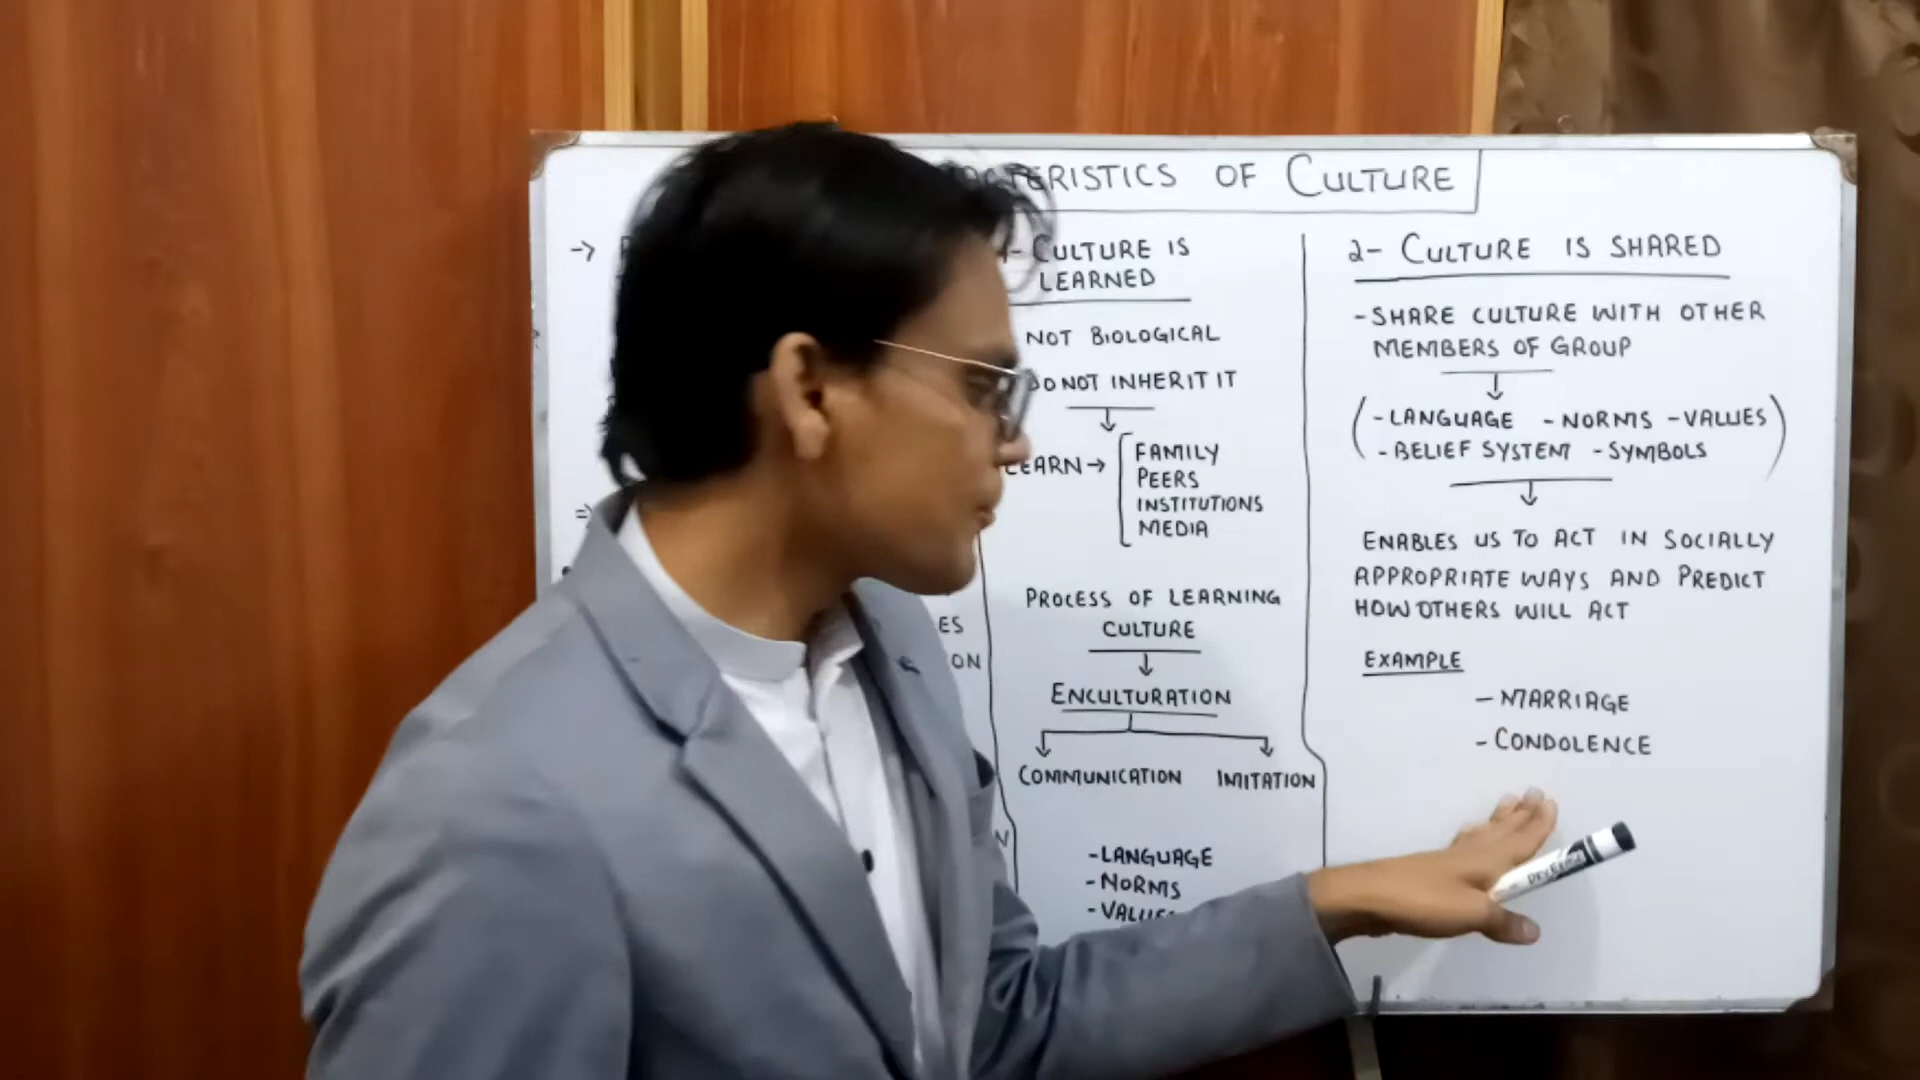 OF CULTURE
CULTURE IS
LEARNED
NOT BIOLOGICAL
DO NOT INHERIT IT
LEARN → FAMILY
PEERS
INSTITUTIONS
MEDIA
PROCESS OF LEARNING
CULTURE
ENCULTURATION
COMMUNICATION IMITATION
-LANGUAGE
-NORMS
2- CULTURE IS SHARED
-SHARE CULTURE WITH OTHER
MEMBERS OF GROUP
(-LANGUAGE -NORMS -VALUES
-BELIEF SYSTEM -SYMBOLS)
ENABLES US TO ACT IN SOCIALLY
APPROPRIATE WAYS AND PREDICT
HOW OTHERS WILL ACT
EXAMPLE
- MARRIAGE
- CONDOLENCE